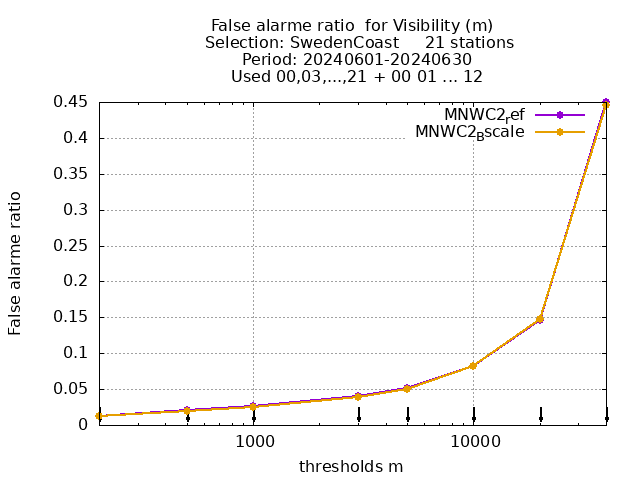 False alarme ratio  for Visibility (m)
Selection: SwedenCoast     21 stations
Period: 20240601-20240630
Used 00,03,...,21 + 00 01 ... 12
MNWC2ref
MNWC2Bscale
0.45
0.4
0.35
0.3
0.25
0.2
0.15
0.1
0.05
0
False alarme ratio
1000
10000
thresholds m